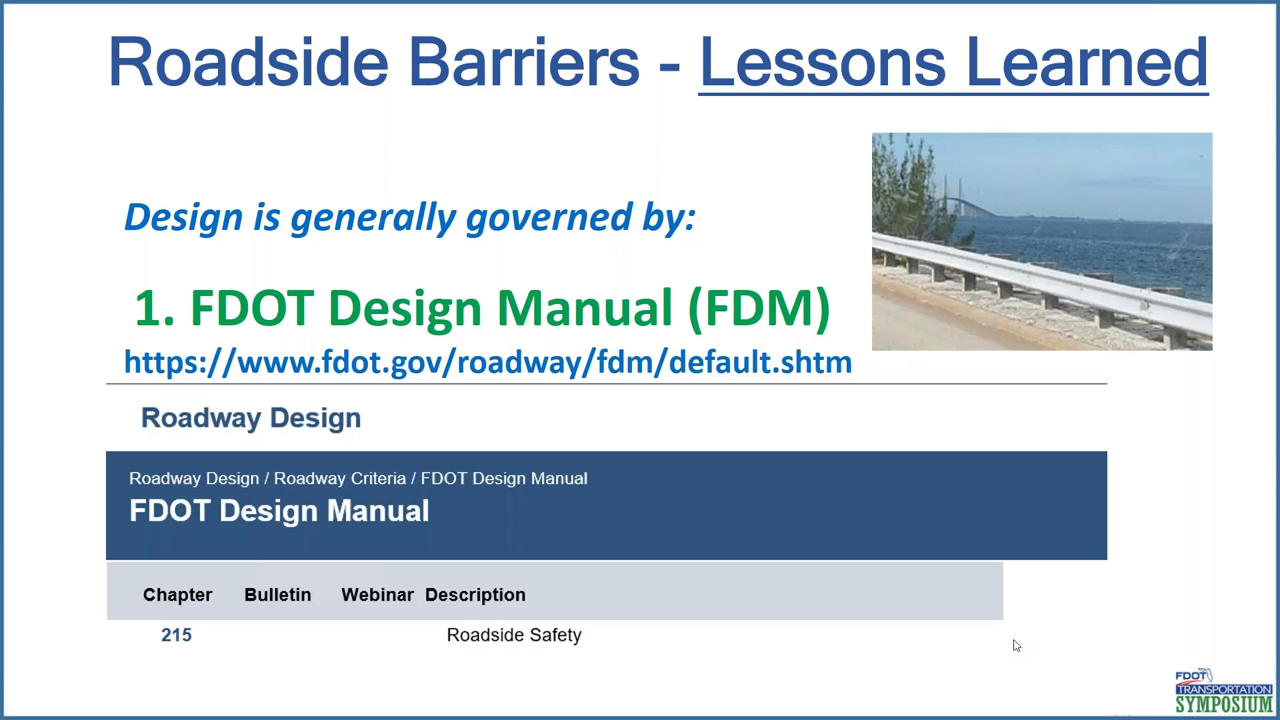 Roadside Barriers - Lessons Learned
Design is generally governed by:
1. FDOT Design Manual (FDM)
https://www.fdot.gov/roadway/fdm/default.shtm
Roadway Design
Roadway Design / Roadway Criteria / FDOT Design Manual
FDOT Design Manual
Chapter Bulletin Webinar Description
215 Roadside Safety
FDOT
TRANSPORTATION
SYMPOSIUM